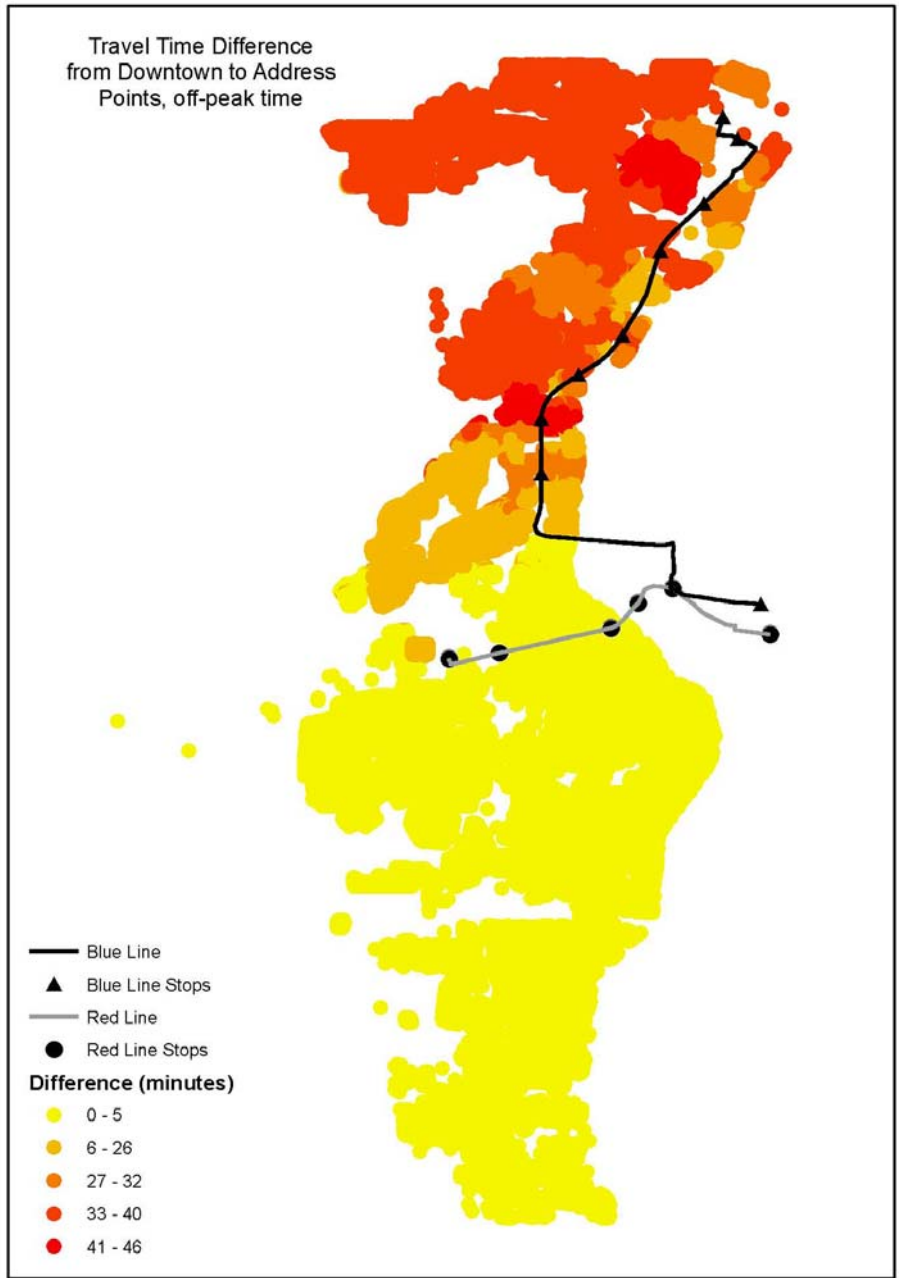 Travel Time Difference
from Downtown to Address
Points, off-peak time
Blue Line
Blue Line Stops
Red Line
Red Line Stops
Difference (minutes)
0 - 5
6 - 26
27 - 32
33 - 40
41 - 46